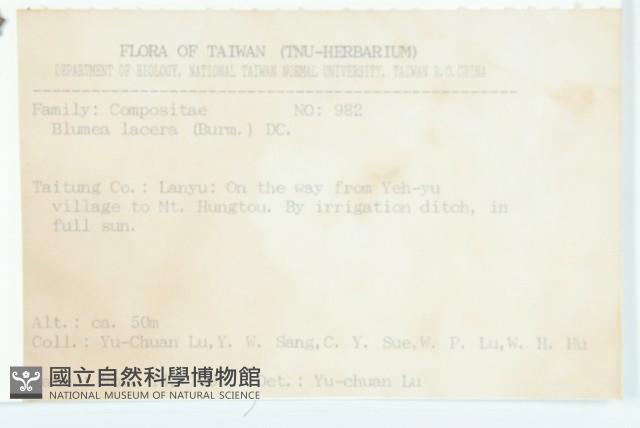 FLORA OF TAIWAN (TNU-HERBARIUM)
DEPARTMENT OF BIOLOGY, NATIONAL TAIWAN NORMAL UNIVERSITY, TAIWAN R.O.CHINA
Family: Compositae NO: 982
Blumea lacera (Burm.) DC.
Taitung Co.: Lanyu: On the way from Yeh-yu
village to Mt. Hungtou. By irrigation ditch, in
full sun.
Alt.: ca. 50m
Coll.: Yu-Chuan Lu,Y. W. Sang,C. Y. Sue,W. P. Lu,W. H. Hu
Det.: Yu-chuan Lu
國立自然科學博物館
NATIONAL MUSEUM OF NATURAL SCIENCE